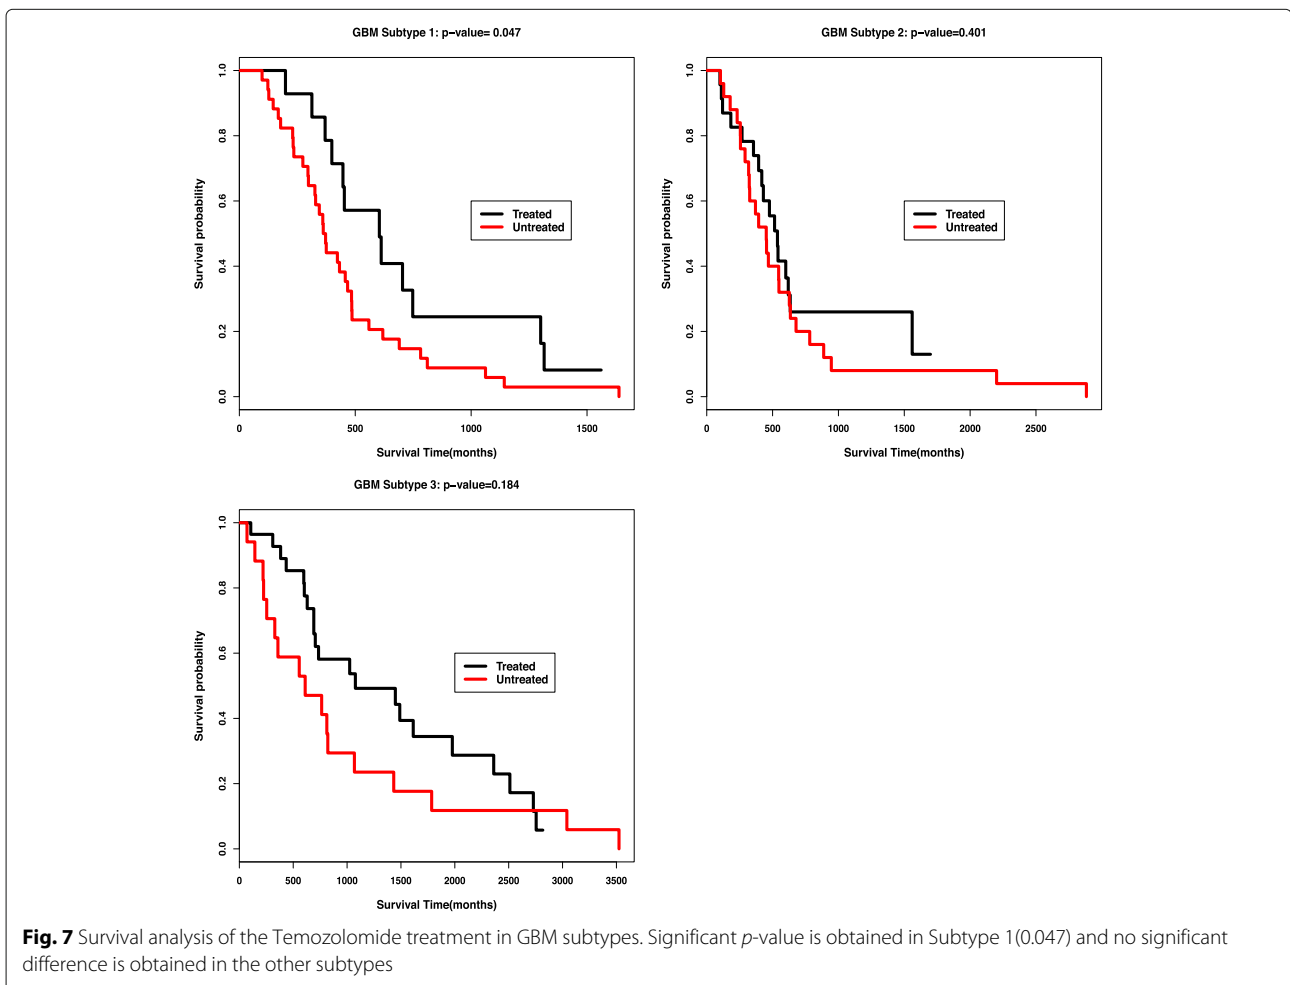 GBM Subtype 1: p−value= 0.047
1.0
0.8
0.6
0.4
0.2
0.0
Survival probability
Treated
Untreated
0 500 1000 1500
Survival Time(months)
GBM Subtype 2: p−value=0.401
1.0
0.8
0.6
0.4
0.2
0.0
Survival probability
Treated
Untreated
0 500 1000 1500 2000 2500
Survival Time(months)
GBM Subtype 3: p−value=0.184
1.0
0.8
0.6
0.4
0.2
0.0
Survival probability
Treated
Untreated
0 500 1000 1500 2000 2500 3000 3500
Survival Time(months)
Fig. 7 Survival analysis of the Temozolomide treatment in GBM subtypes. Significant p-value is obtained in Subtype 1(0.047) and no significant
difference is obtained in the other subtypes